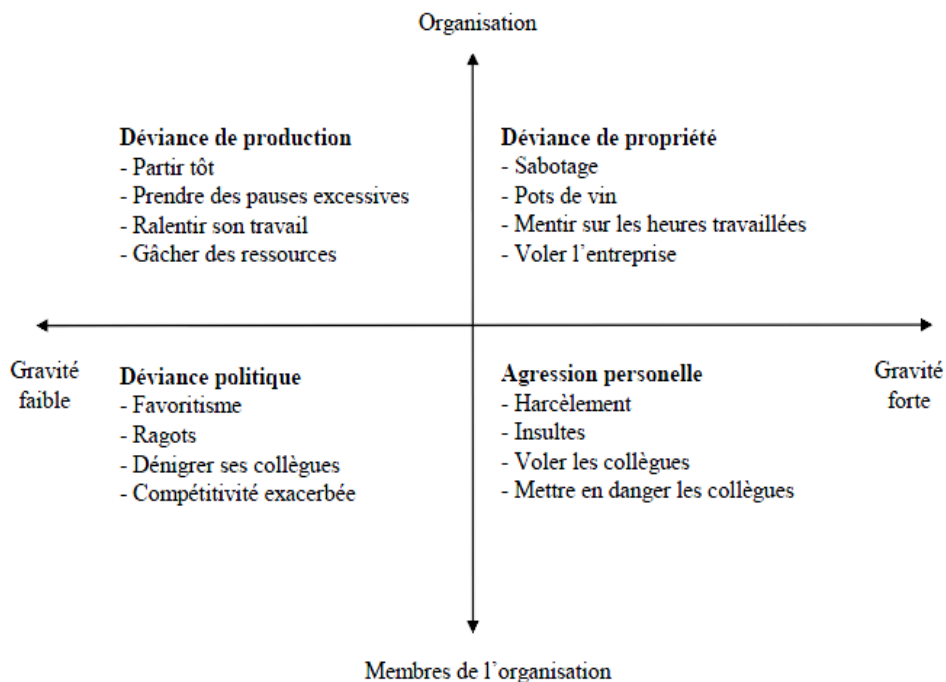 Organisation
Déviance de production
- Partir tôt
- Prendre des pauses excessives
- Ralentir son travail
- Gâcher des ressources
Déviance de propriété
- Sabotage
- Pots de vin
- Mentir sur les heures travaillées
- Voler l’entreprise
Gravité
faible
Déviance politique
- Favoritisme
- Ragots
- Dénigrer ses collègues
- Compétitivité exacerbée
Agression personelle
- Harcèlement
- Insultes
- Voler les collègues
- Mettre en danger les collègues
Gravité
forte
Membres de l’organisation